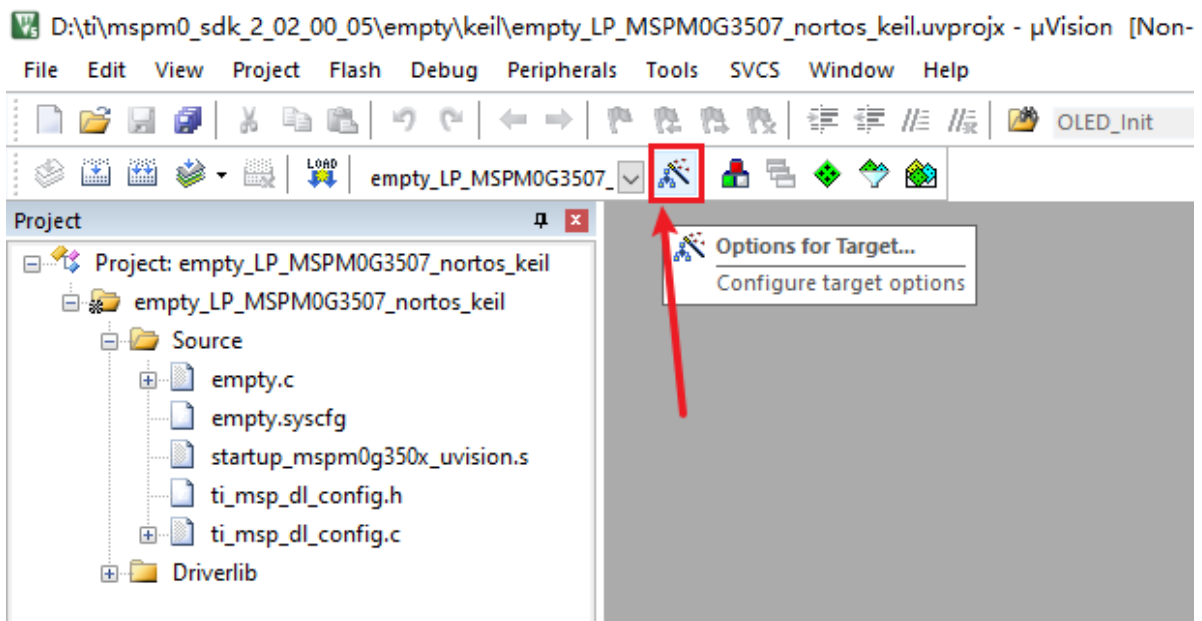 D:\ti\mspm0_sdk_2_02_00_05\empty\keil\empty_LP_MSPM0G3507_nortos_keil.uvprojx - µVision [Non-
File Edit View Project Flash Debug Peripherals Tools SVCS Window Help
OLED_Init
LOAD
empty_LP_MSPM0G3507_
Project
Options for Target...
Configure target options
Project: empty_LP_MSPM0G3507_nortos_keil
empty_LP_MSPM0G3507_nortos_keil
Source
empty.c
empty.syscfg
startup_mspm0g350x_uvision.s
ti_msp_dl_config.h
ti_msp_dl_config.c
Driverlib